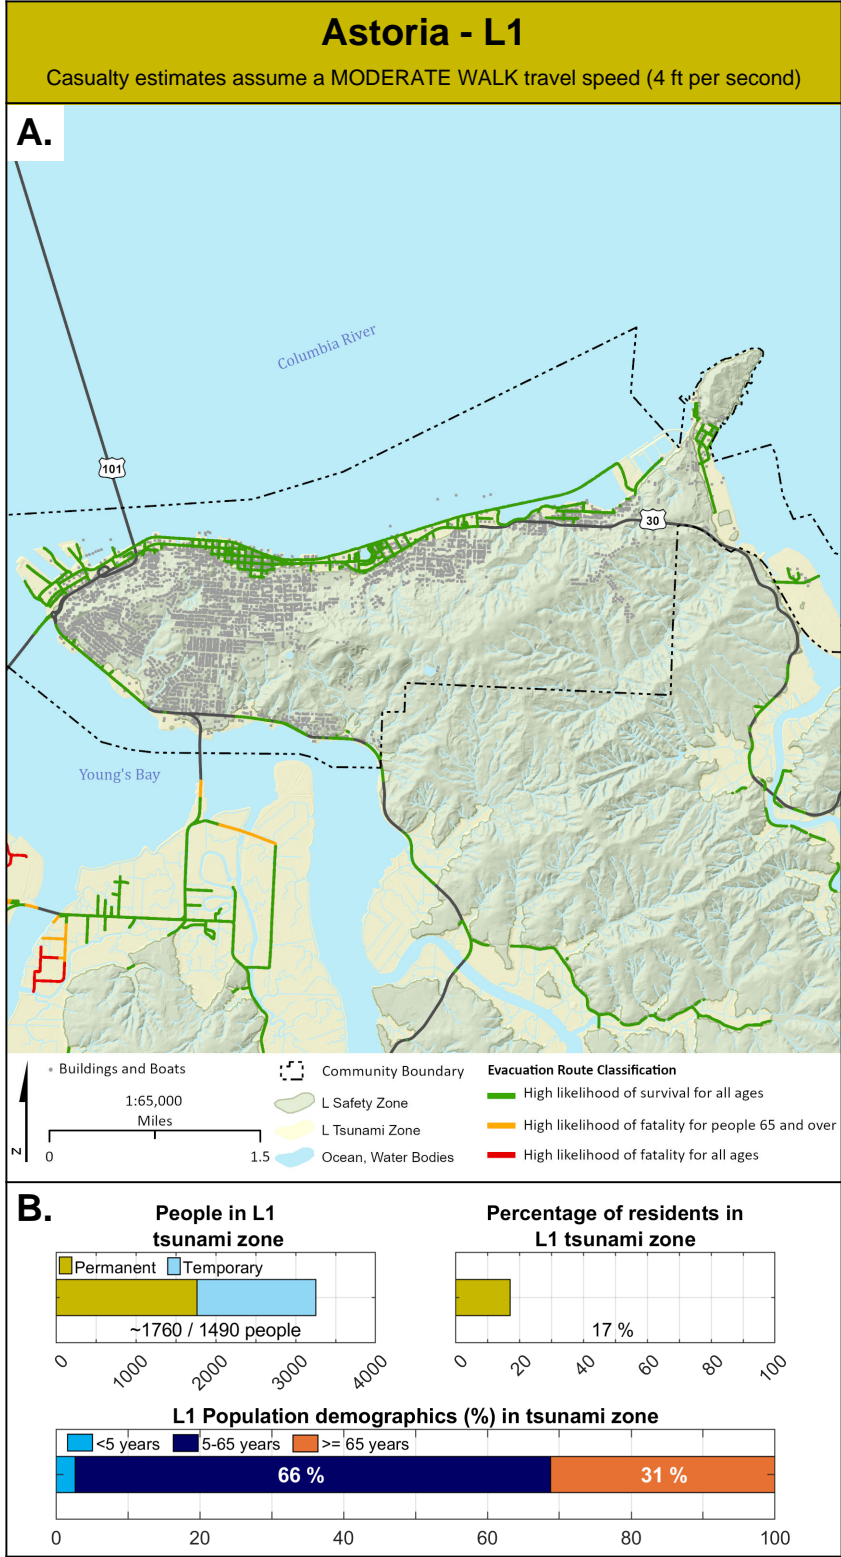 Astoria - L1
Casualty estimates assume a MODERATE WALK travel speed (4 ft per second)
A.
Columbia River
101
30
Young's Bay
Buildings and Boats
1:65,000
Miles
0 1.5
N
Community Boundary
L Safety Zone
L Tsunami Zone
Ocean, Water Bodies
Evacuation Route Classification
High likelihood of survival for all ages
High likelihood of fatality for people 65 and over
High likelihood of fatality for all ages
B.
People in L1
tsunami zone
Permanent Temporary
~1760 / 1490 people
0 1000 2000 3000 4000
Percentage of residents in
L1 tsunami zone
17 %
0 20 40 60 80 100
L1 Population demographics (%) in tsunami zone
<5 years 5-65 years >= 65 years
66 % 31 %
0 20 40 60 80 100